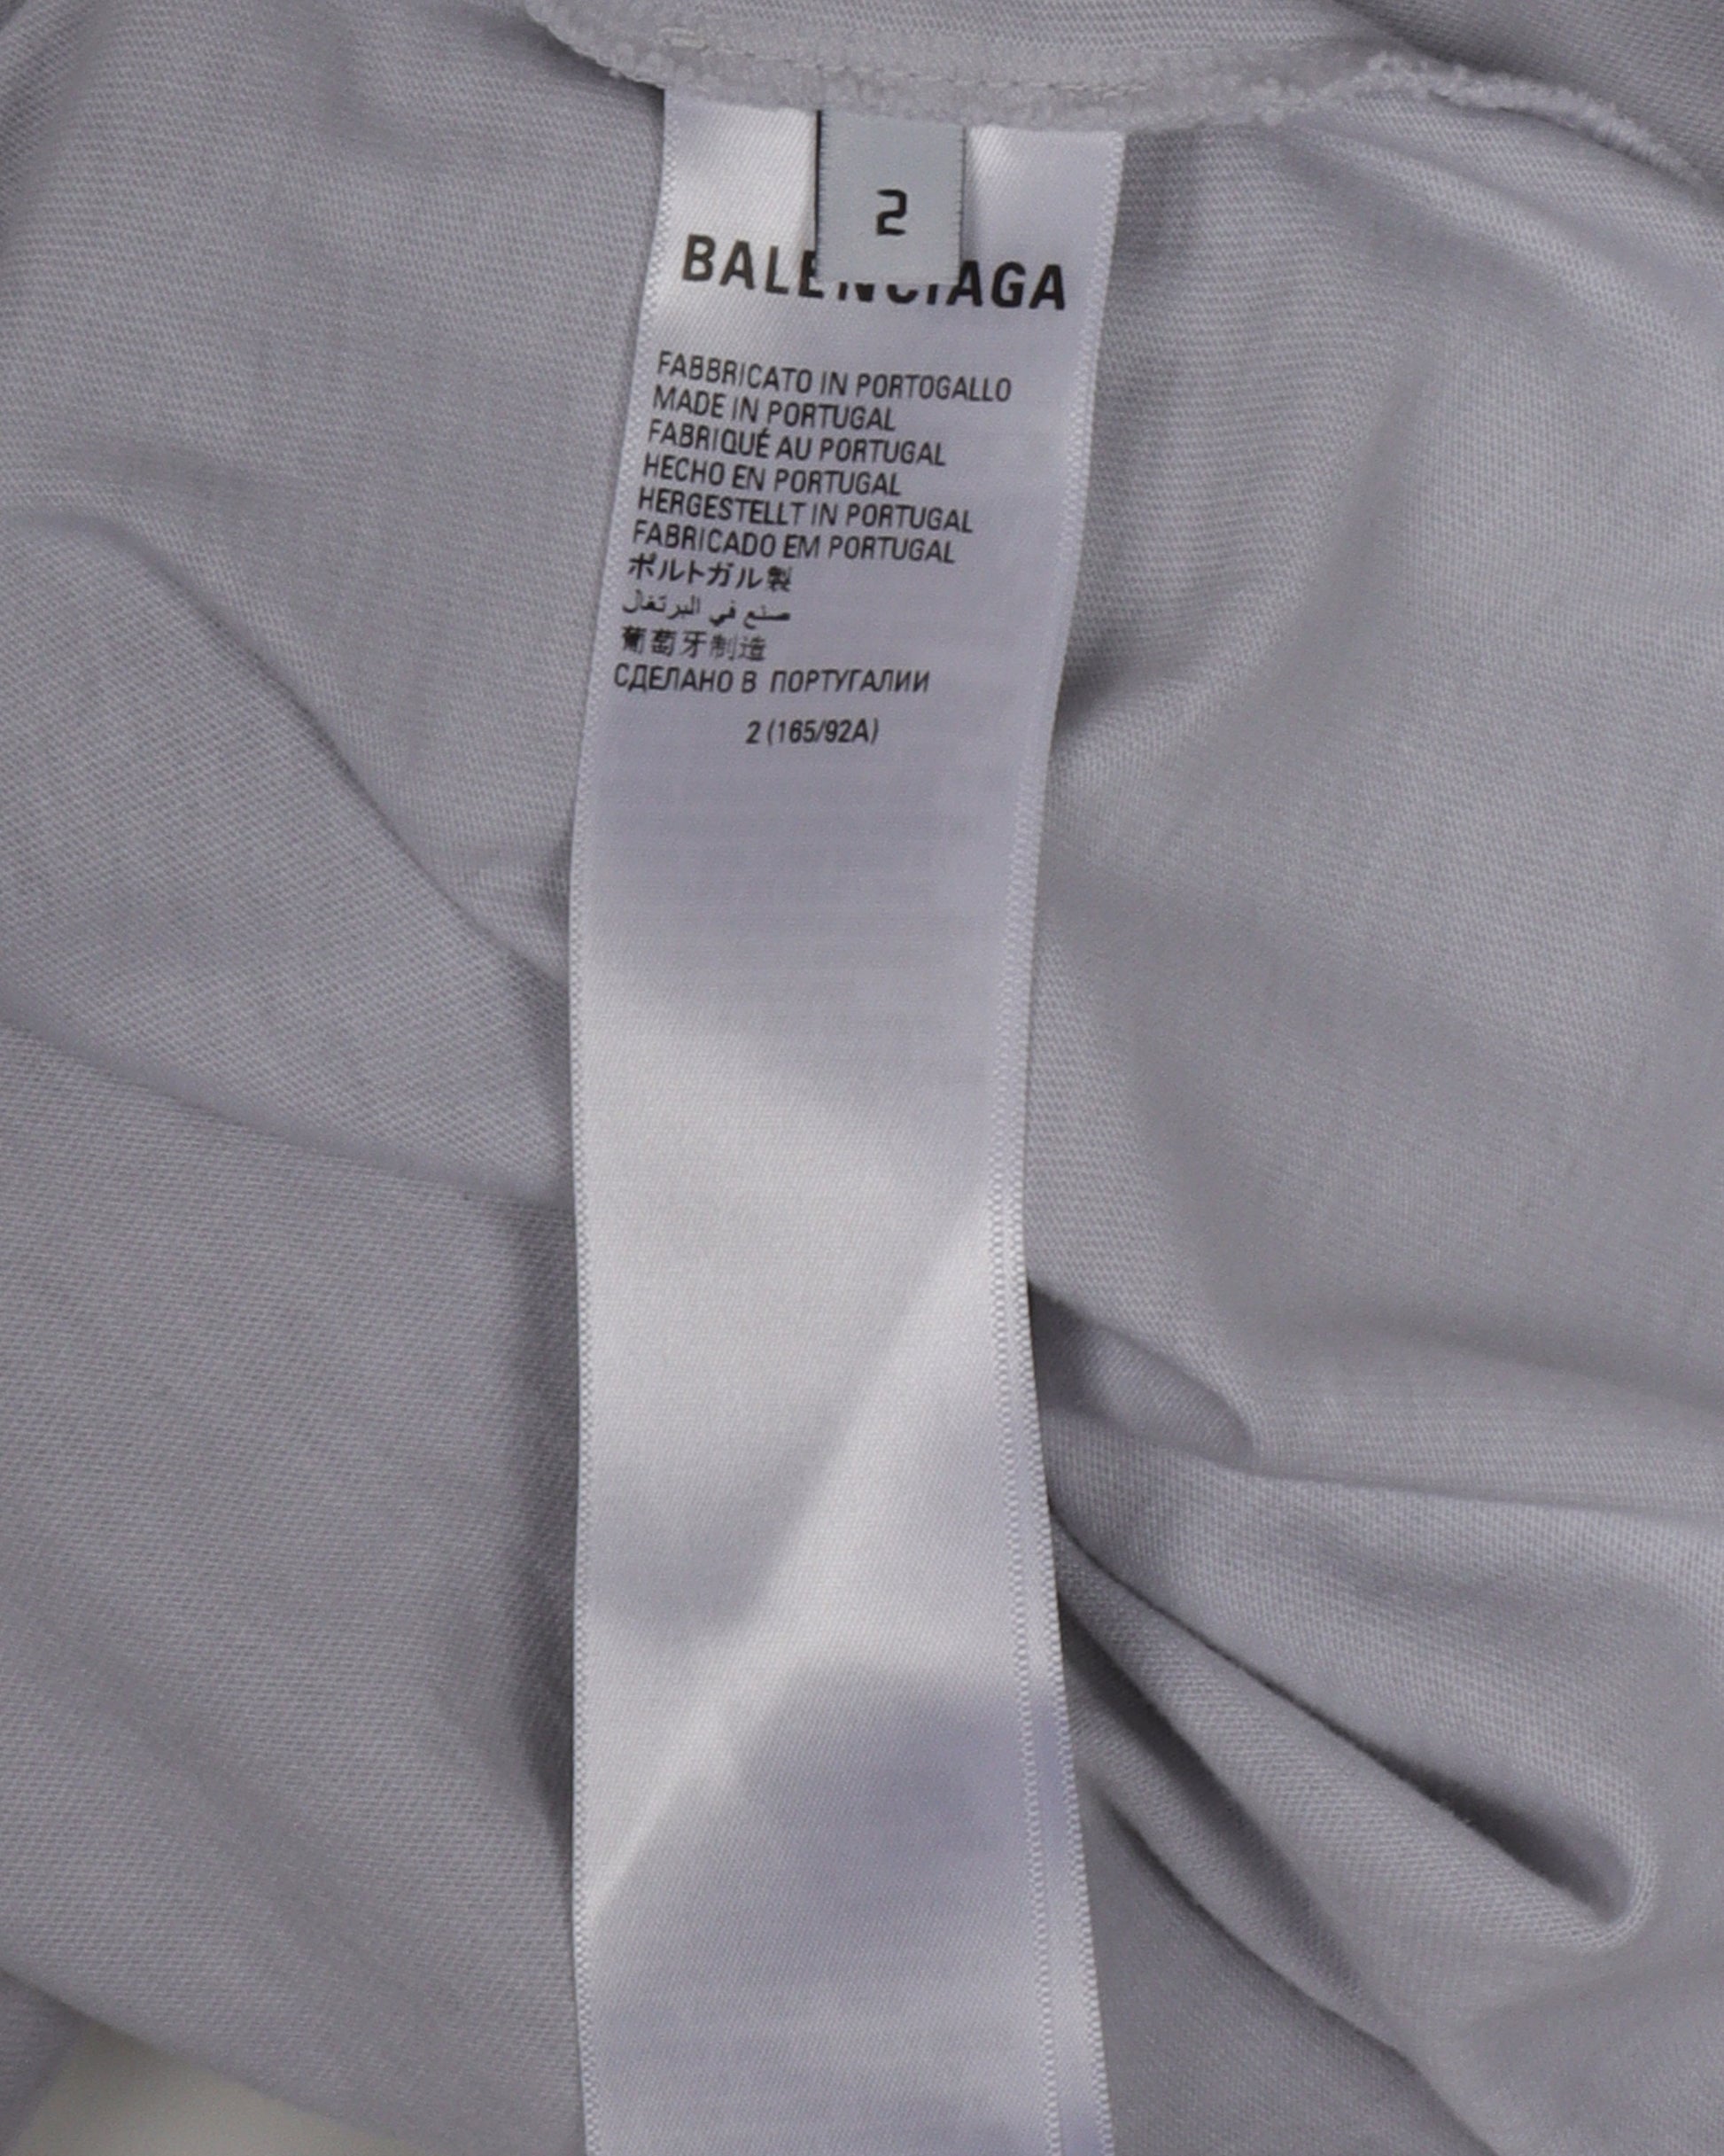 2
BALENCIAGA
FABBRICATO IN PORTOGALLO
MADE IN PORTUGAL
FABRIQUÉ AU PORTUGAL
HECHO EN PORTUGAL
HERGESTELLT IN PORTUGAL
FABRICADO EM PORTUGAL
ポルトガル製
صنع في البرتغال
葡萄牙制造
СДЕЛАНО В ПОРТУГАЛИИ
2 (165/92A)